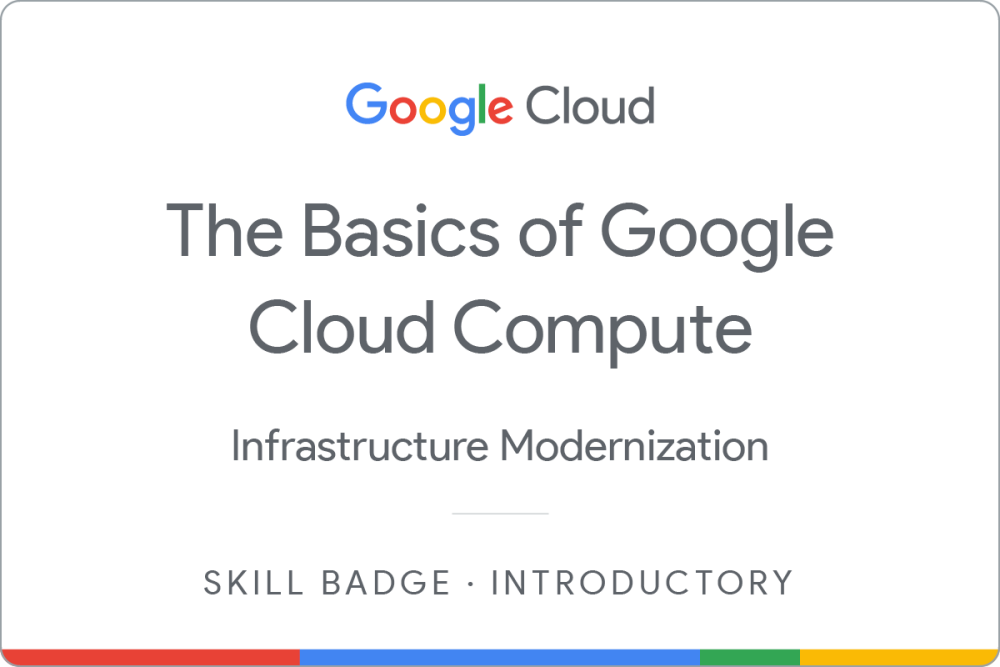 Google Cloud
The Basics of Google
Cloud Compute
Infrastructure Modernization
SKILL BADGE · INTRODUCTORY